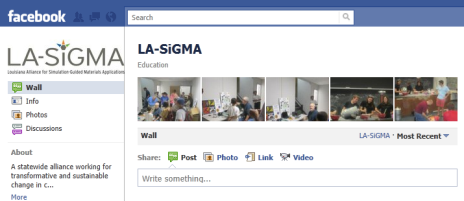 facebook
Search
LA-SiGMA
Louisiana Alliance for Simulation-Guided Materials Applications
Wall
Info
Photos
Discussions
About
A statewide alliance working for
transformative and sustainable
change in c...
More
LA-SiGMA
Education
Wall
LA-SiGMA · Most Recent
Share: Post Photo Link Video
Write something...